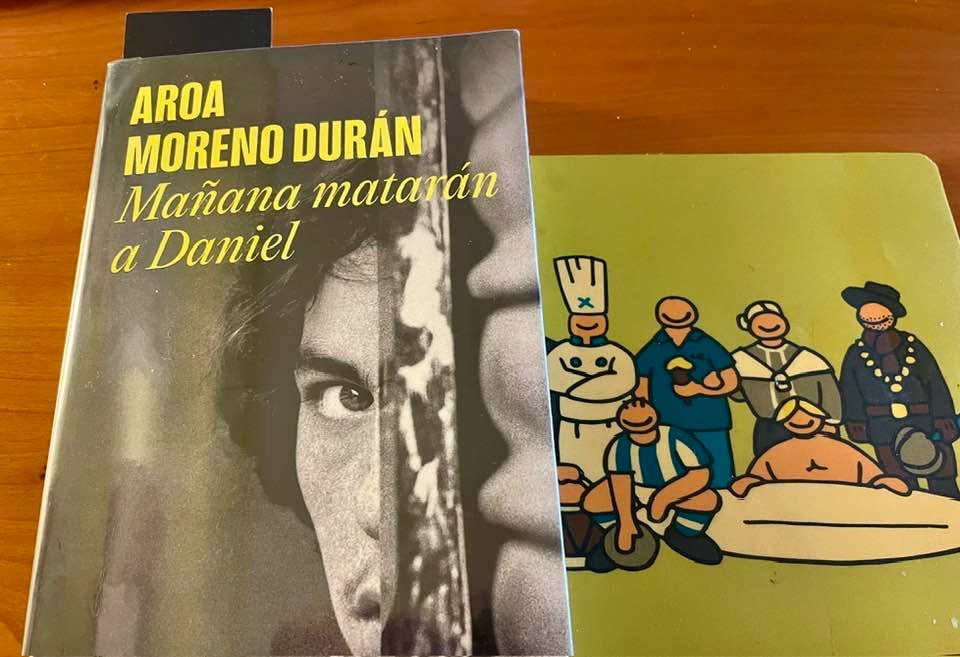 AROA
MORENO DURÁN
Mañana matarán
a Daniel